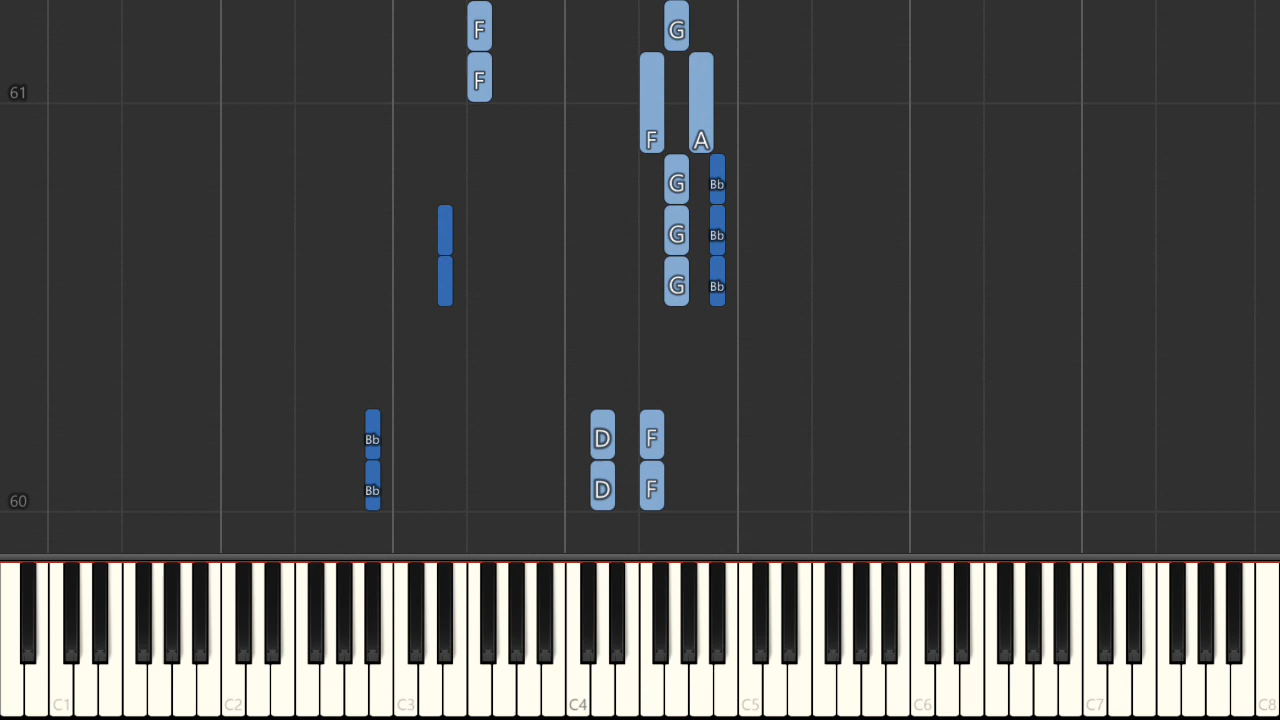 F G
F
61
F A
G Bb
G Bb
G Bb
Bb D F
Bb D F
60
C1 C2 C3 C4 C5 C6 C7 C8